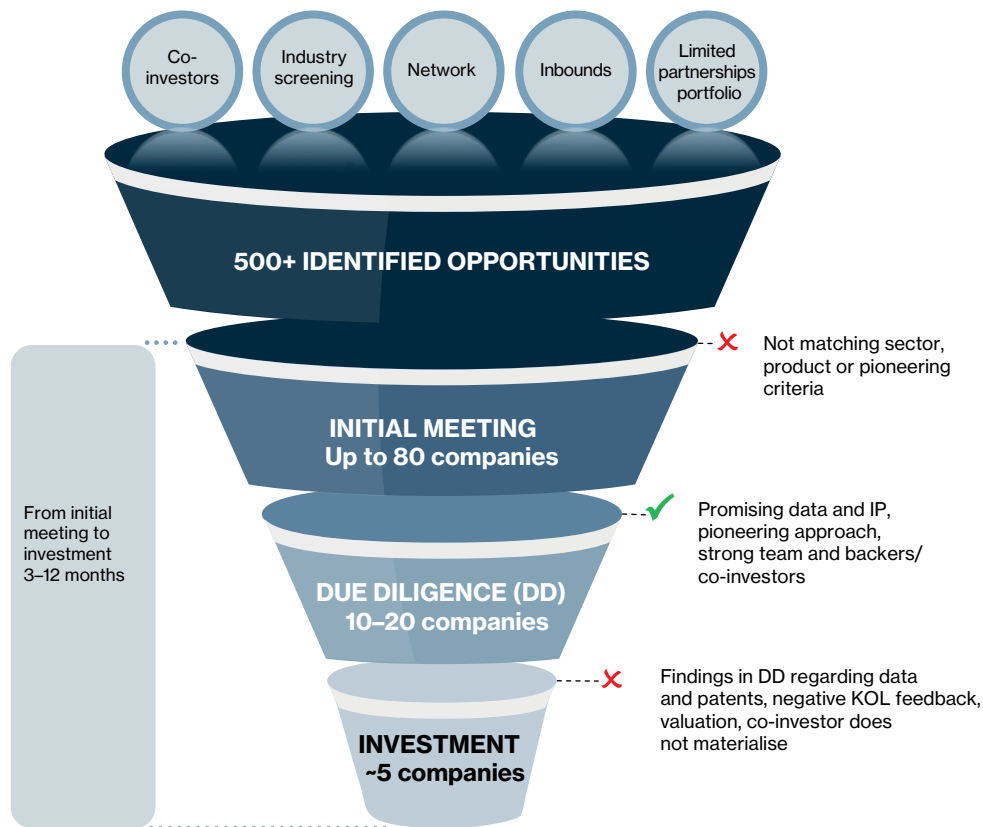 Co-
investors
Industry
screening
Network
Inbounds
Limited
partnerships
portfolio
500+ IDENTIFIED OPPORTUNITIES
Not matching sector,
product or pioneering
criteria
INITIAL MEETING
Up to 80 companies
From initial
meeting to
investment
3–12 months
Promising data and IP,
pioneering approach,
strong team and backers/
co-investors
DUE DILIGENCE (DD)
10–20 companies
Findings in DD regarding data
and patents, negative KOL feedback,
valuation, co-investor does
not materialise
INVESTMENT
~5 companies